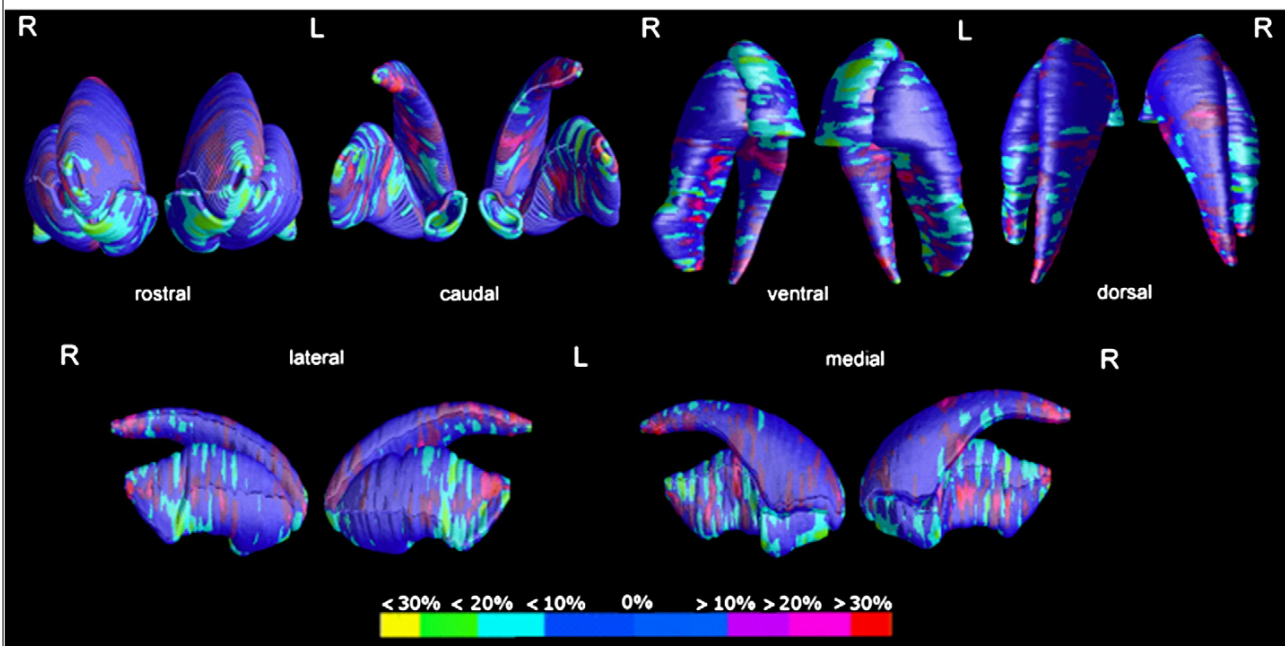 R L R L R
rostral caudal ventral dorsal
R lateral L medial R
< 30% < 20% < 10% 0% > 10% > 20% > 30%